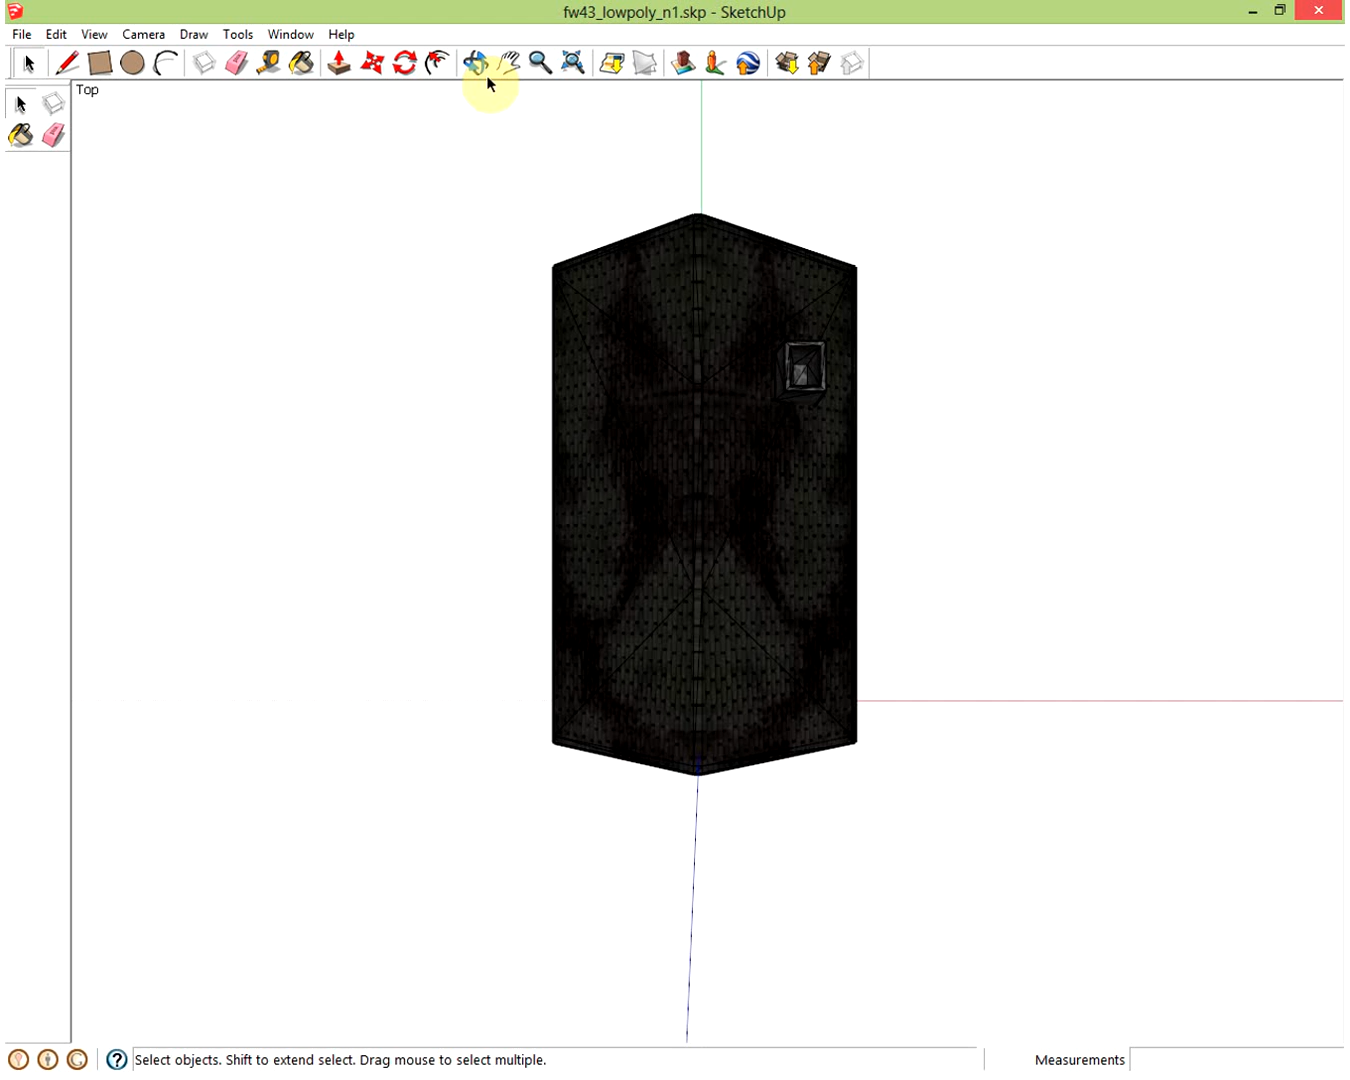 fw43_lowpoly_n1.skp - SketchUp
File Edit View Camera Draw Tools Window Help
Top
Select objects. Shift to extend select. Drag mouse to select multiple.
Measurements